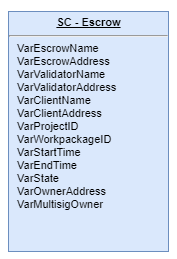 SC - Escrow
VarEscrowName
VarEscrowAddress
VarValidatorName
VarValidatorAddress
VarClientName
VarClientAddress
VarProjectID
VarWorkpackageID
VarStartTime
VarEndTime
VarState
VarOwnerAddress
VarMultisigOwner